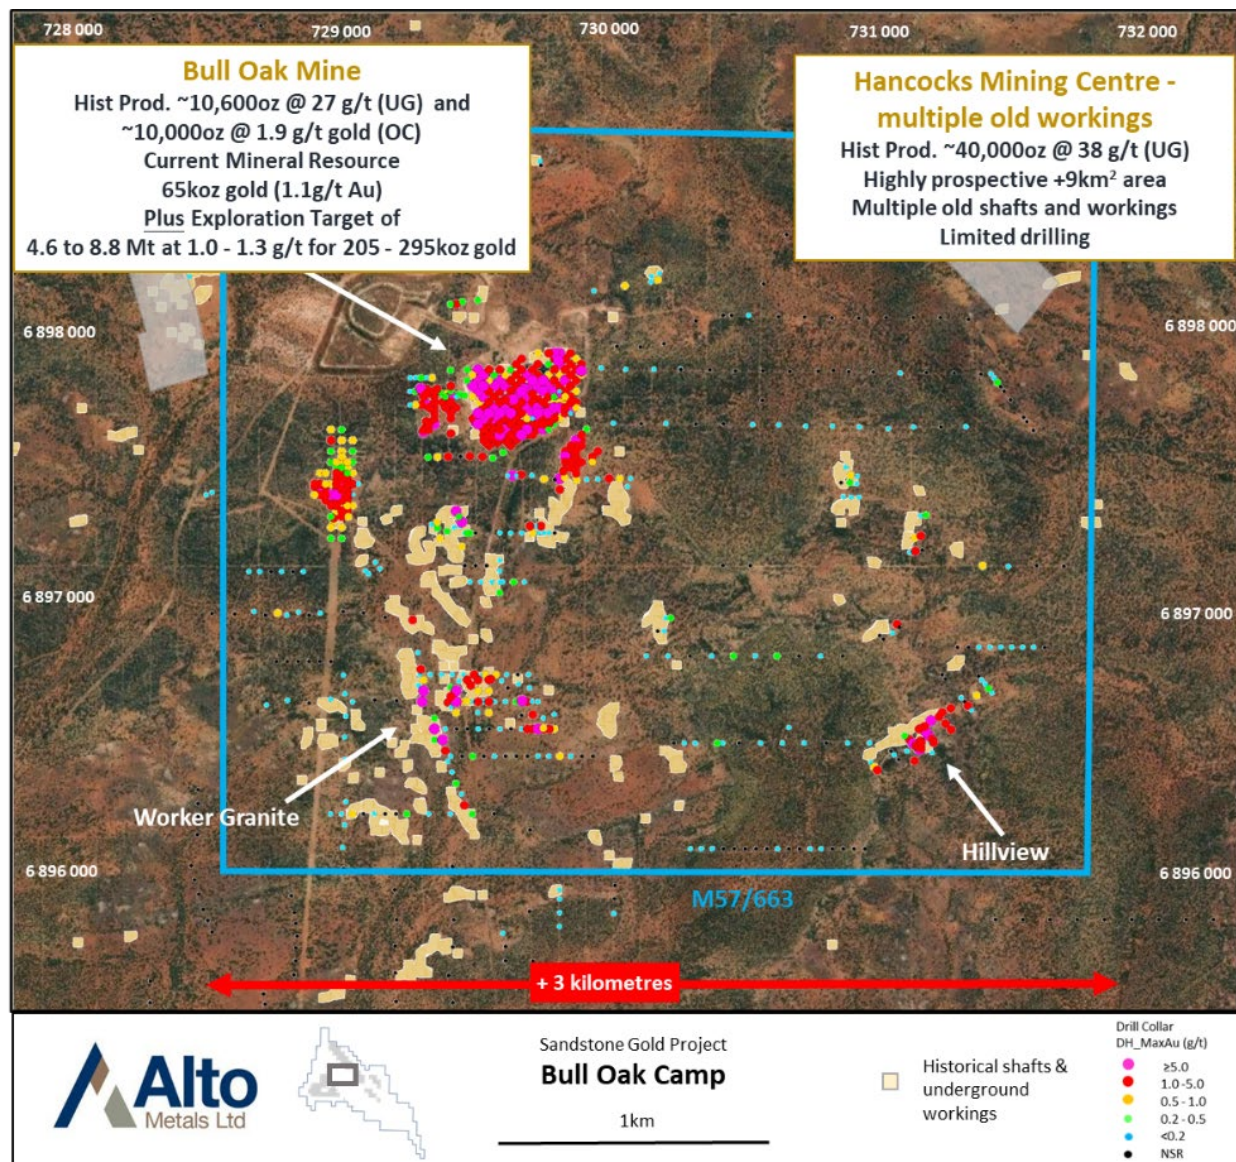 728 000
729 000
730 000
731 000
732 000
Bull Oak Mine
Hist Prod. ~10,600oz @ 27 g/t (UG) and
~10,000oz @ 1.9 g/t gold (OC)
Current Mineral Resource
65koz gold (1.1g/t Au)
Plus Exploration Target of
4.6 to 8.8 Mt at 1.0 - 1.3 g/t for 205 - 295koz gold
Hancocks Mining Centre -
multiple old workings
Hist Prod. ~40,000oz @ 38 g/t (UG)
Highly prospective +9km² area
Multiple old shafts and workings
Limited drilling
6 898 000
6 898 000
6 897 000
6 897 000
Worker Granite
Hillview
6 896 000
6 896 000
M57/663
+ 3 kilometres
Alto
Metals Ltd
Sandstone Gold Project
Bull Oak Camp
1km
Historical shafts &
underground
workings
Drill Collar
DH_MaxAu (g/t)
≥5.0
1.0 -5.0
0.5 - 1.0
0.2 - 0.5
<0.2
NSR